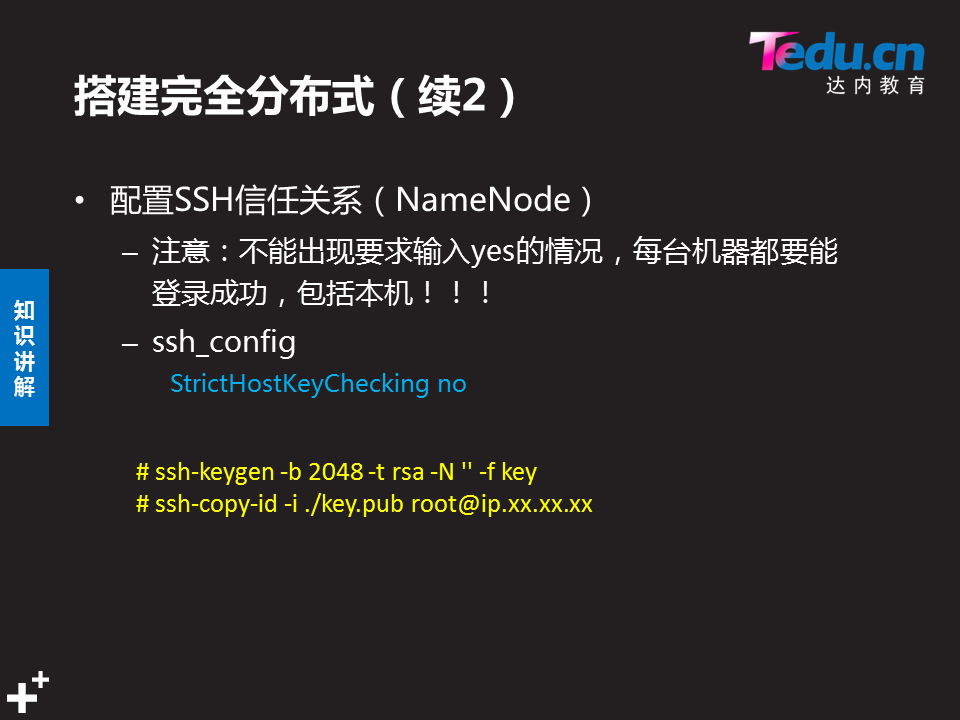 Tedu.cn
达内教育
搭建完全分布式（续2）
• 配置SSH信任关系（NameNode）
– 注意：不能出现要求输入yes的情况，每台机器都要能
登录成功，包括本机！！！
– ssh_config
StrictHostKeyChecking no
知
识
讲
解
# ssh-keygen -b 2048 -t rsa -N '' -f key
# ssh-copy-id -i ./key.pub root@ip.xx.xx.xx